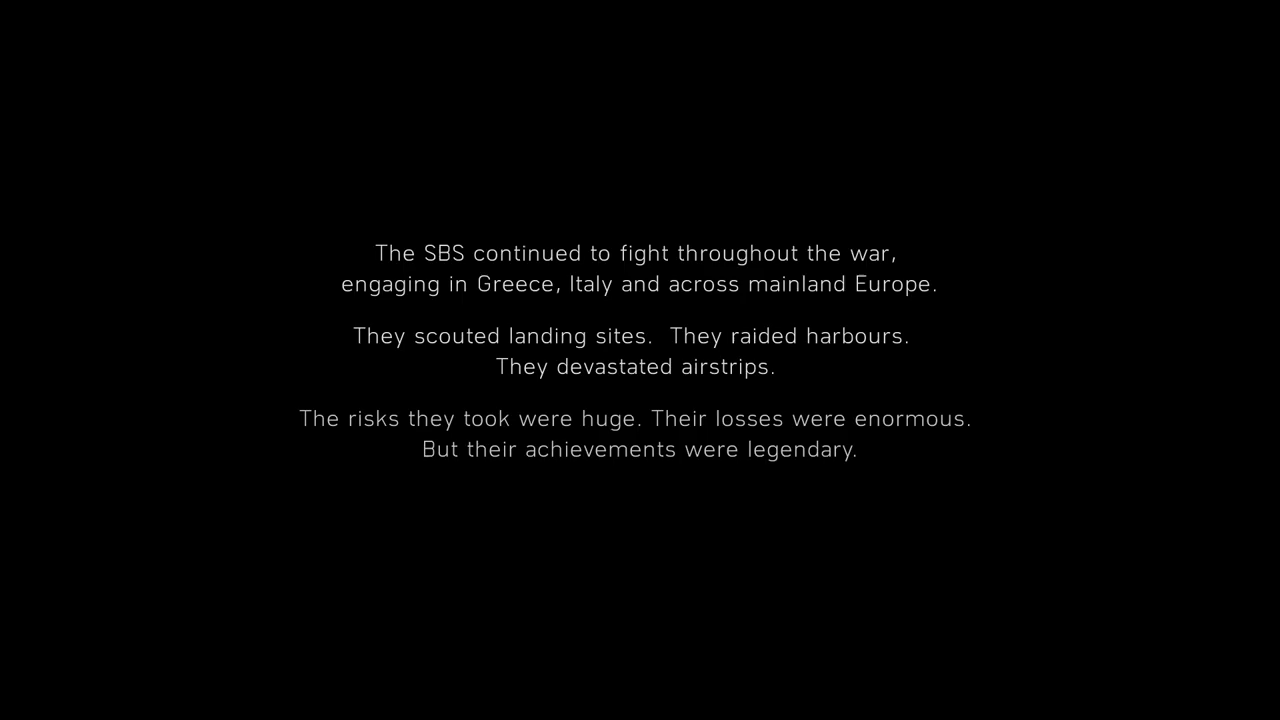 The SBS continued to fight throughout the war,
engaging in Greece, Italy and across mainland Europe.
They scouted landing sites.  They raided harbours.
They devastated airstrips.
The risks they took were huge. Their losses were enormous.
But their achievements were legendary.